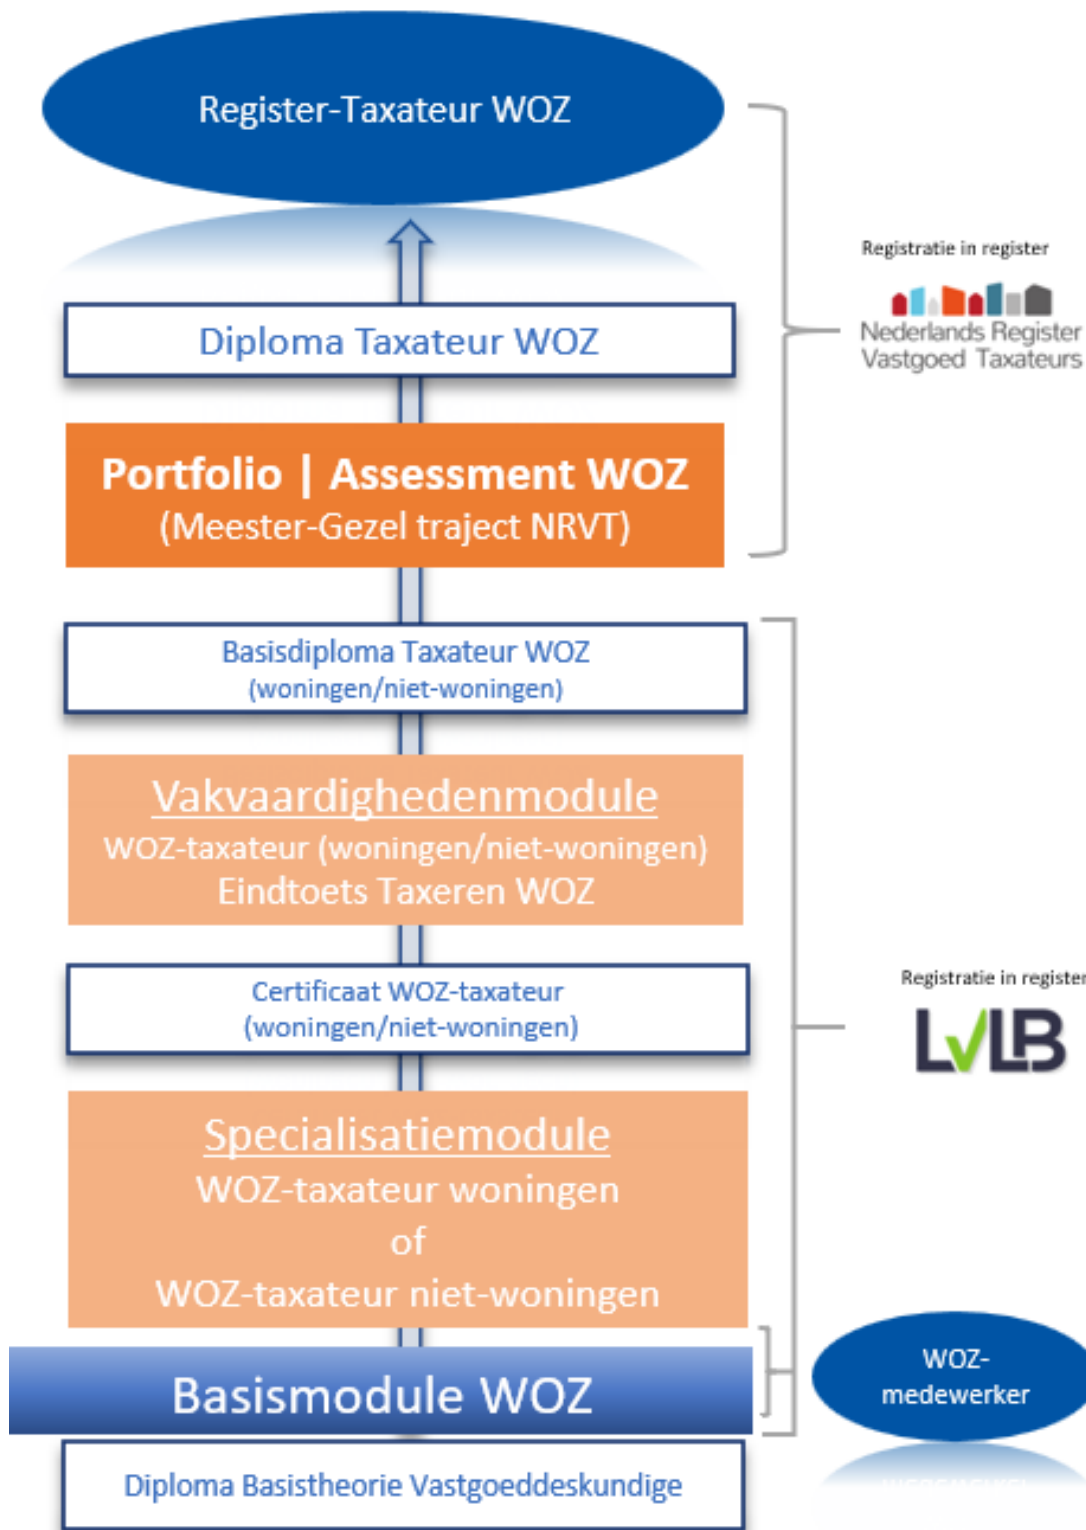 Register-Taxateur WOZ
Registratie in register
Nederlands Register
Vastgoed Taxateurs
Diploma Taxateur WOZ
Portfolio | Assessment WOZ
(Meester-Gezel traject NRVT)
Basisdiploma Taxateur WOZ
(woningen/niet-woningen)
Vakvaardighedenmodule
WOZ-taxateur (woningen/niet-woningen)
Eindtoets Taxeren WOZ
Certificaat WOZ-taxateur
(woningen/niet-woningen)
Registratie in register
LVLB
Specialisatiemodule
WOZ-taxateur woningen
of
WOZ-taxateur niet-woningen
WOZ-
medewerker
Basismodule WOZ
Diploma Basistheorie Vastgoeddeskundige